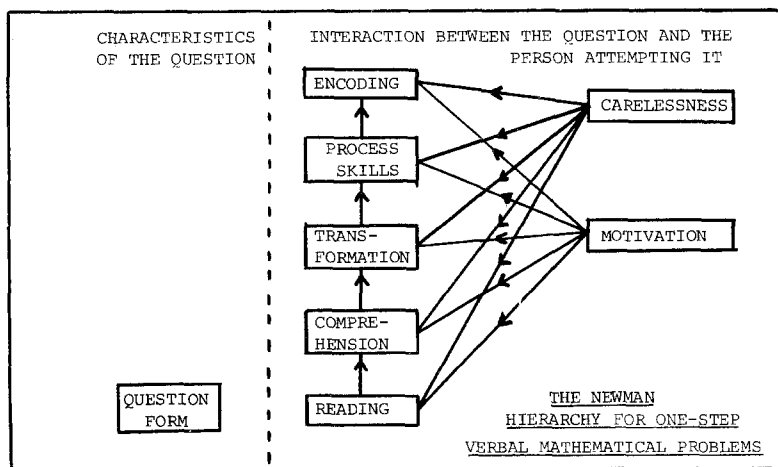 CHARACTERISTICS
OF THE QUESTION
INTERACTION BETWEEN THE QUESTION AND THE
PERSON ATTEMPTING IT
ENCODING
CARELESSNESS
PROCESS
SKILLS
TRANS-
FORMATION
MOTIVATION
COMPRE-
HENSION
QUESTION
FORM
READING
THE NEWMAN
HIERARCHY FOR ONE-STEP
VERBAL MATHEMATICAL PROBLEMS